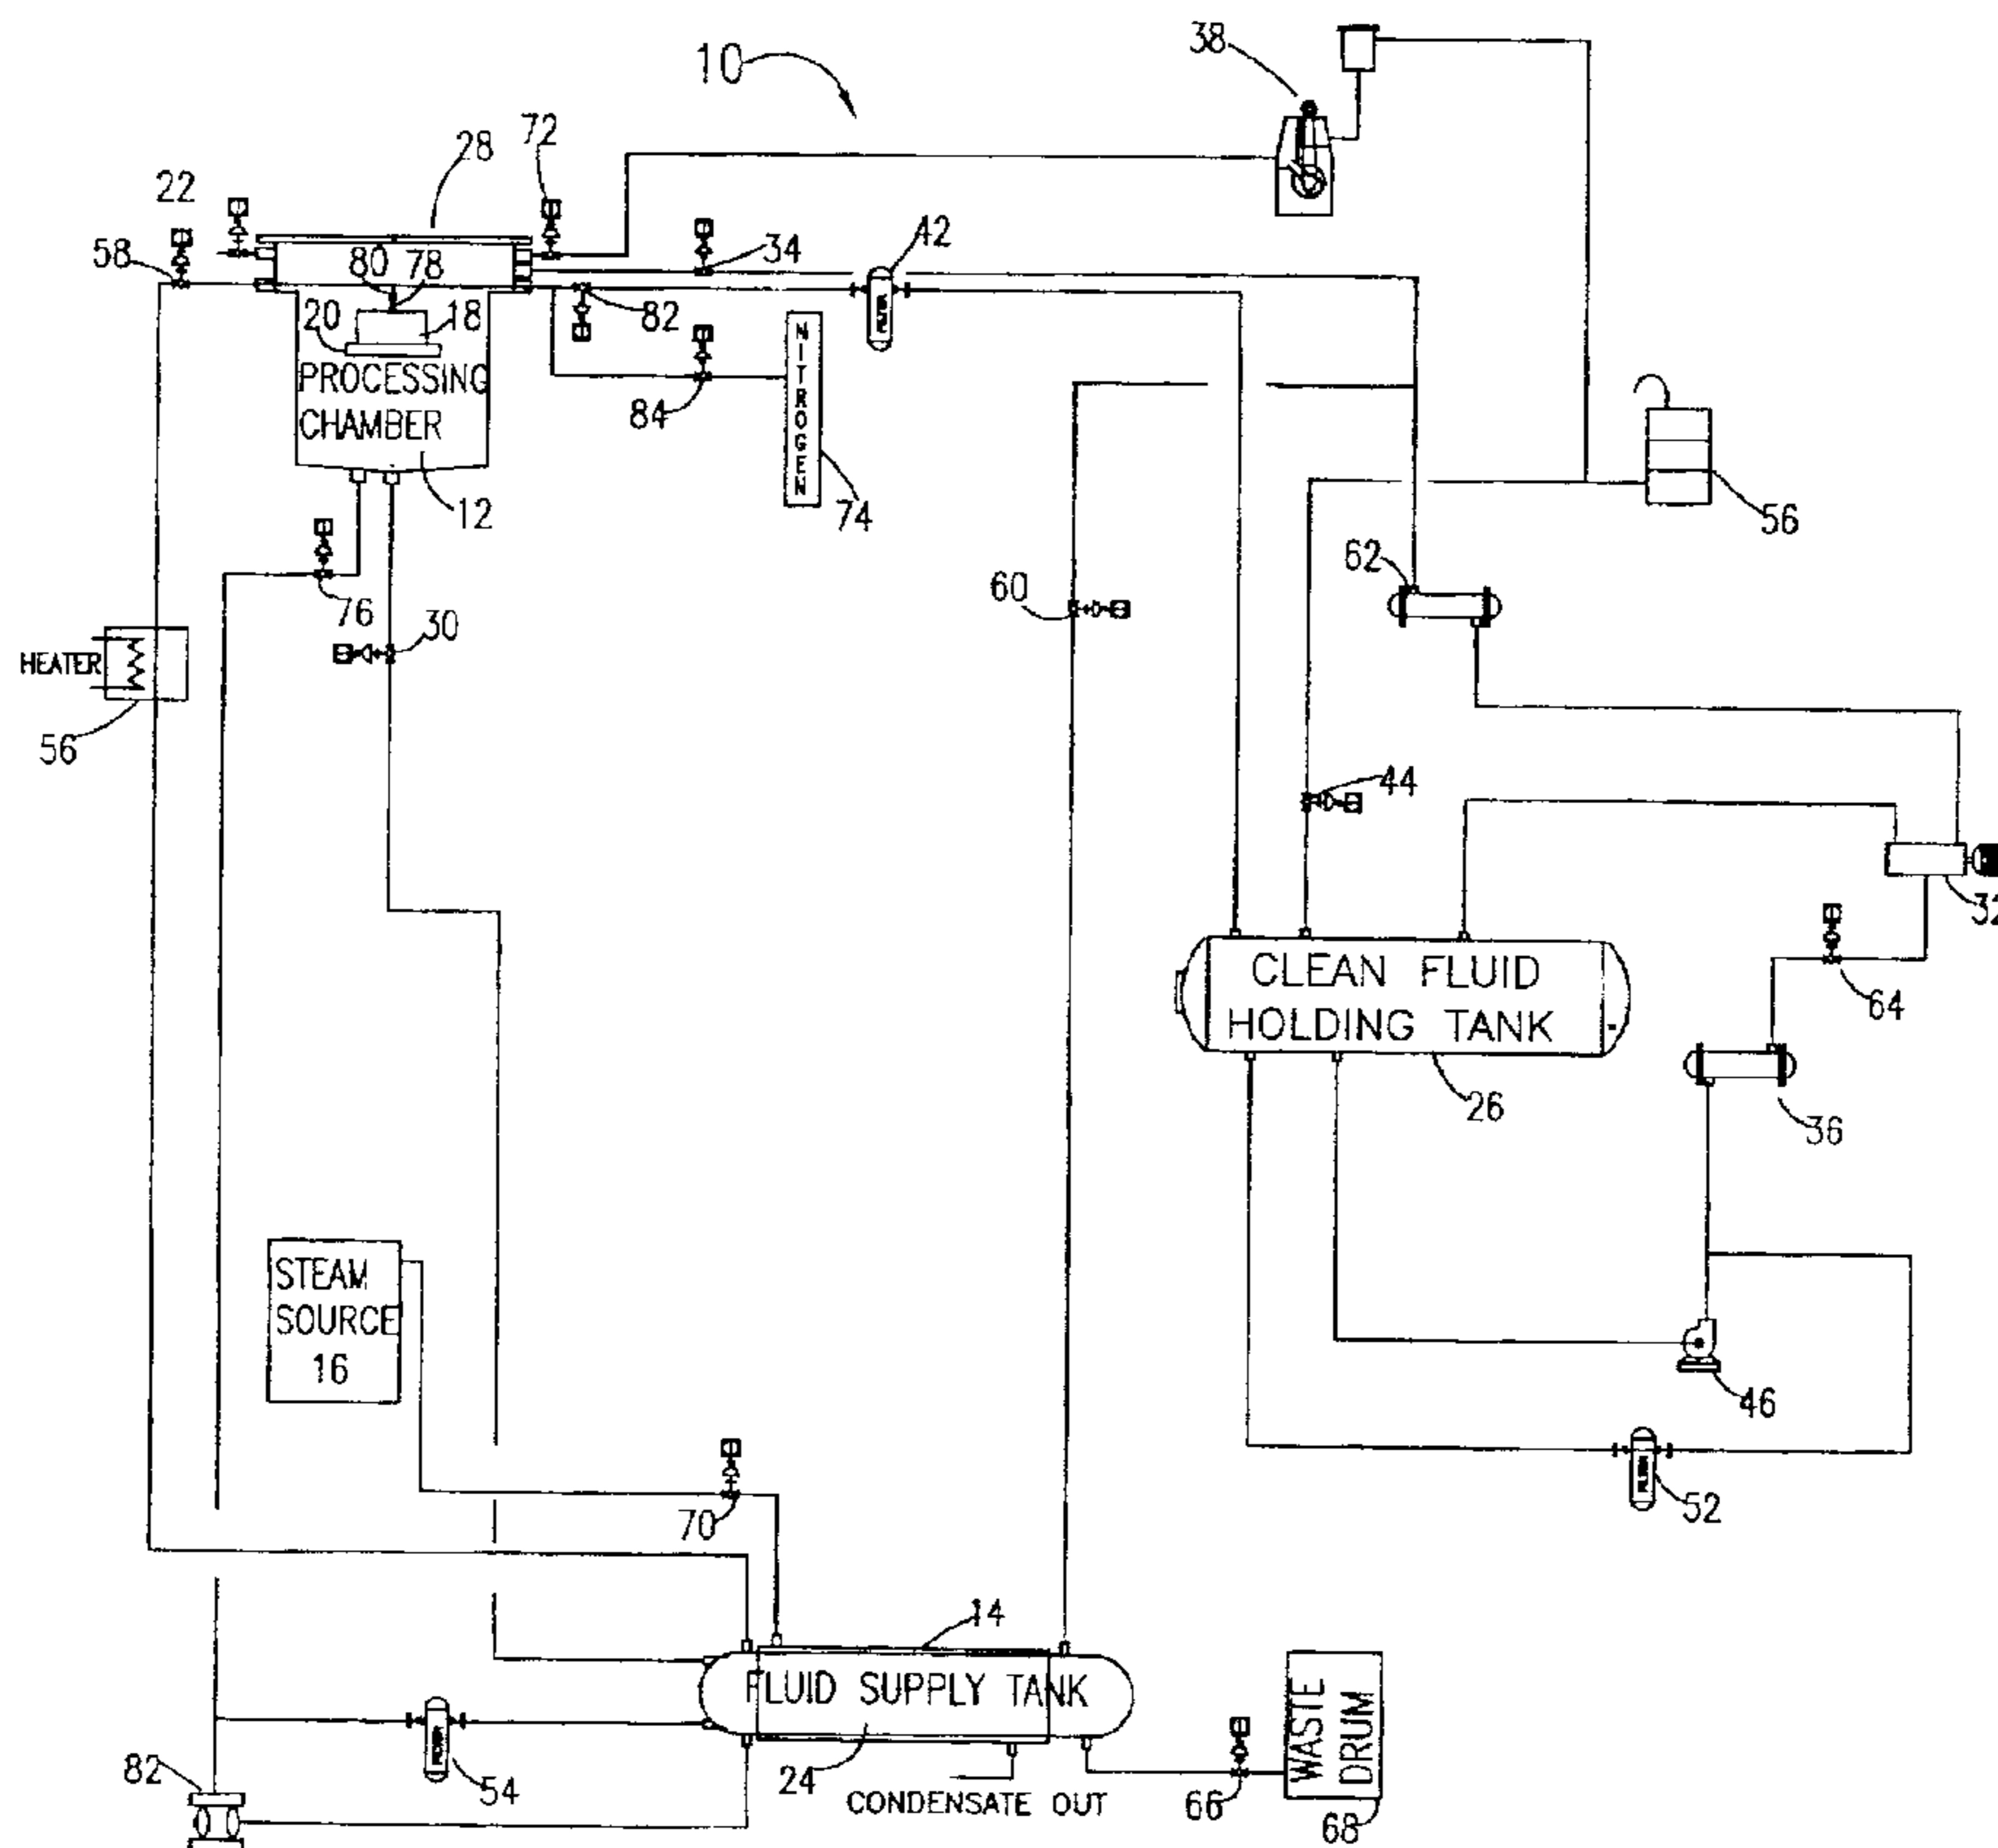 38
10
72
28
22
42
34
58
80 78
82
20
18
FILTER
NITROGEN
PROCESSING
CHAMBER
84
12
74
56
62
60
76
30
HEATER
56
44
32
CLEAN FLUID
HOLDING TANK
64
26
36
STEAM
SOURCE
16
46
70
52
14
FLUID SUPPLY TANK
WASTE
DRUM
82
54
24
CONDENSATE OUT
66
68